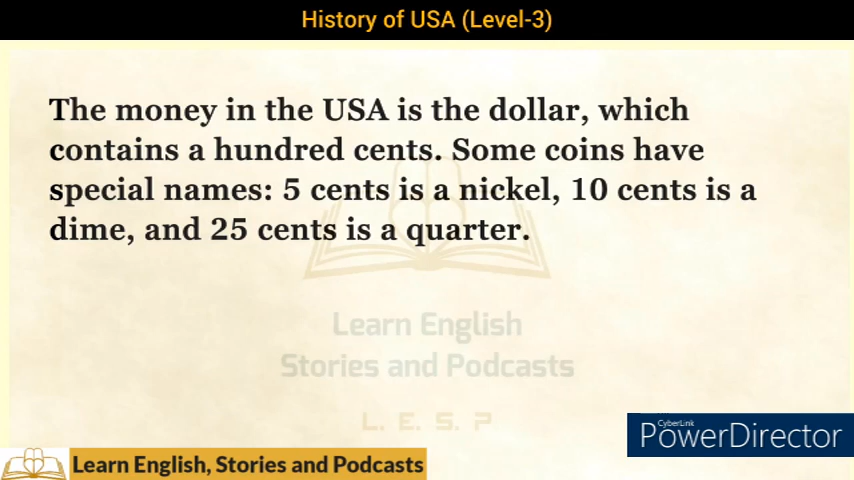 History of USA (Level-3)
The money in the USA is the dollar, which
contains a hundred cents. Some coins have
special names: 5 cents is a nickel, 10 cents is a
dime, and 25 cents is a quarter.
Learn English
Stories and Podcasts
L. E. S. P
CyberLink
PowerDirector
Learn English, Stories and Podcasts